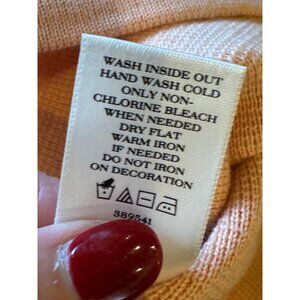 WASH INSIDE OUT
HAND WASH COLD
ONLY NON-
CHLORINE BLEACH
WHEN NEEDED
DRY FLAT
WARM IRON
IF NEEDED
DO NOT IRON
ON DECORATION
389541